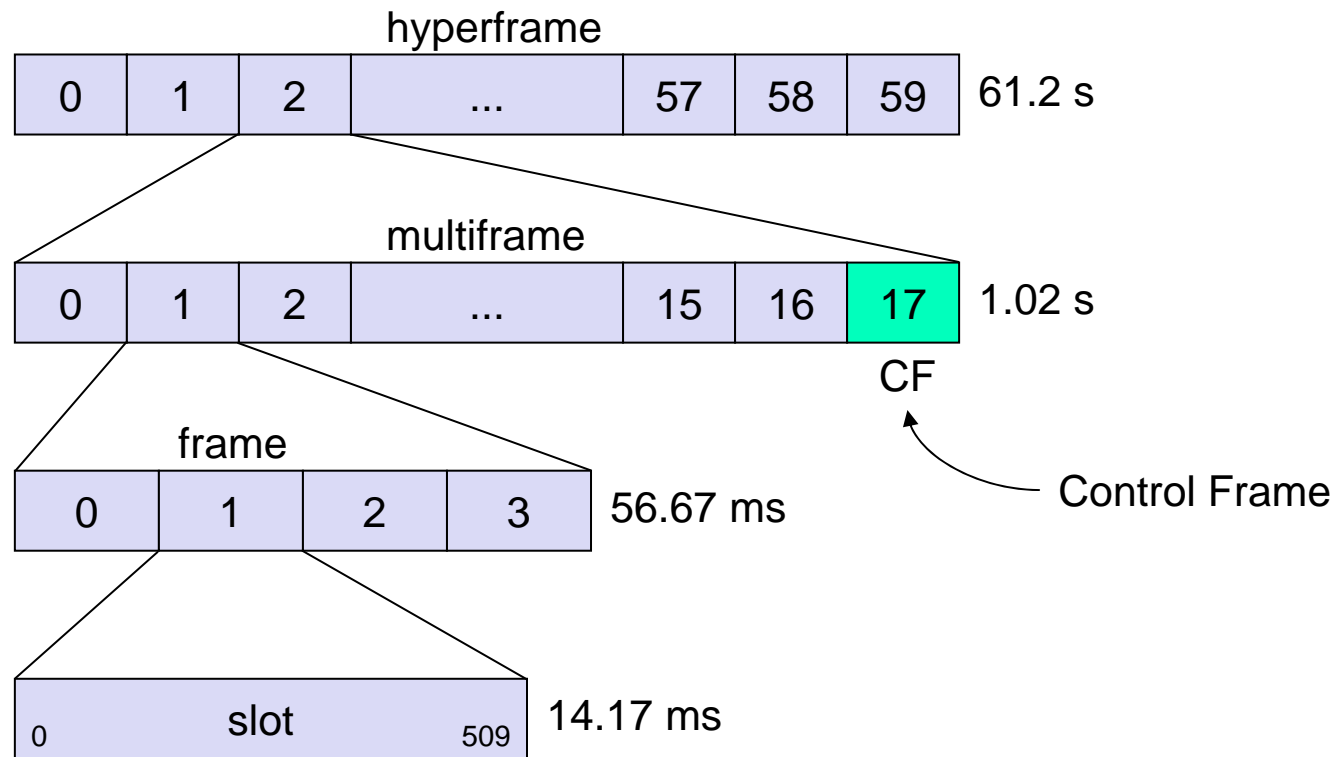 hyperframe
0 1 2 ... 57 58 59 61.2 s
multiframe
0 1 2 ... 15 16 17 1.02 s
CF
frame
0 1 2 3 56.67 ms
Control Frame
0 slot 509 14.17 ms